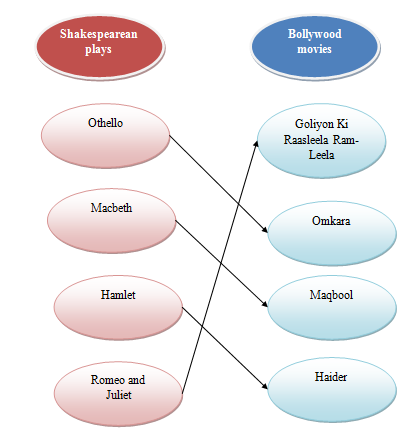 Shakespearean
plays
Bollywood
movies
Othello
Goliyon Ki
Raasleela Ram-
Leela
Macbeth
Omkara
Hamlet
Maqbool
Romeo and
Juliet
Haider